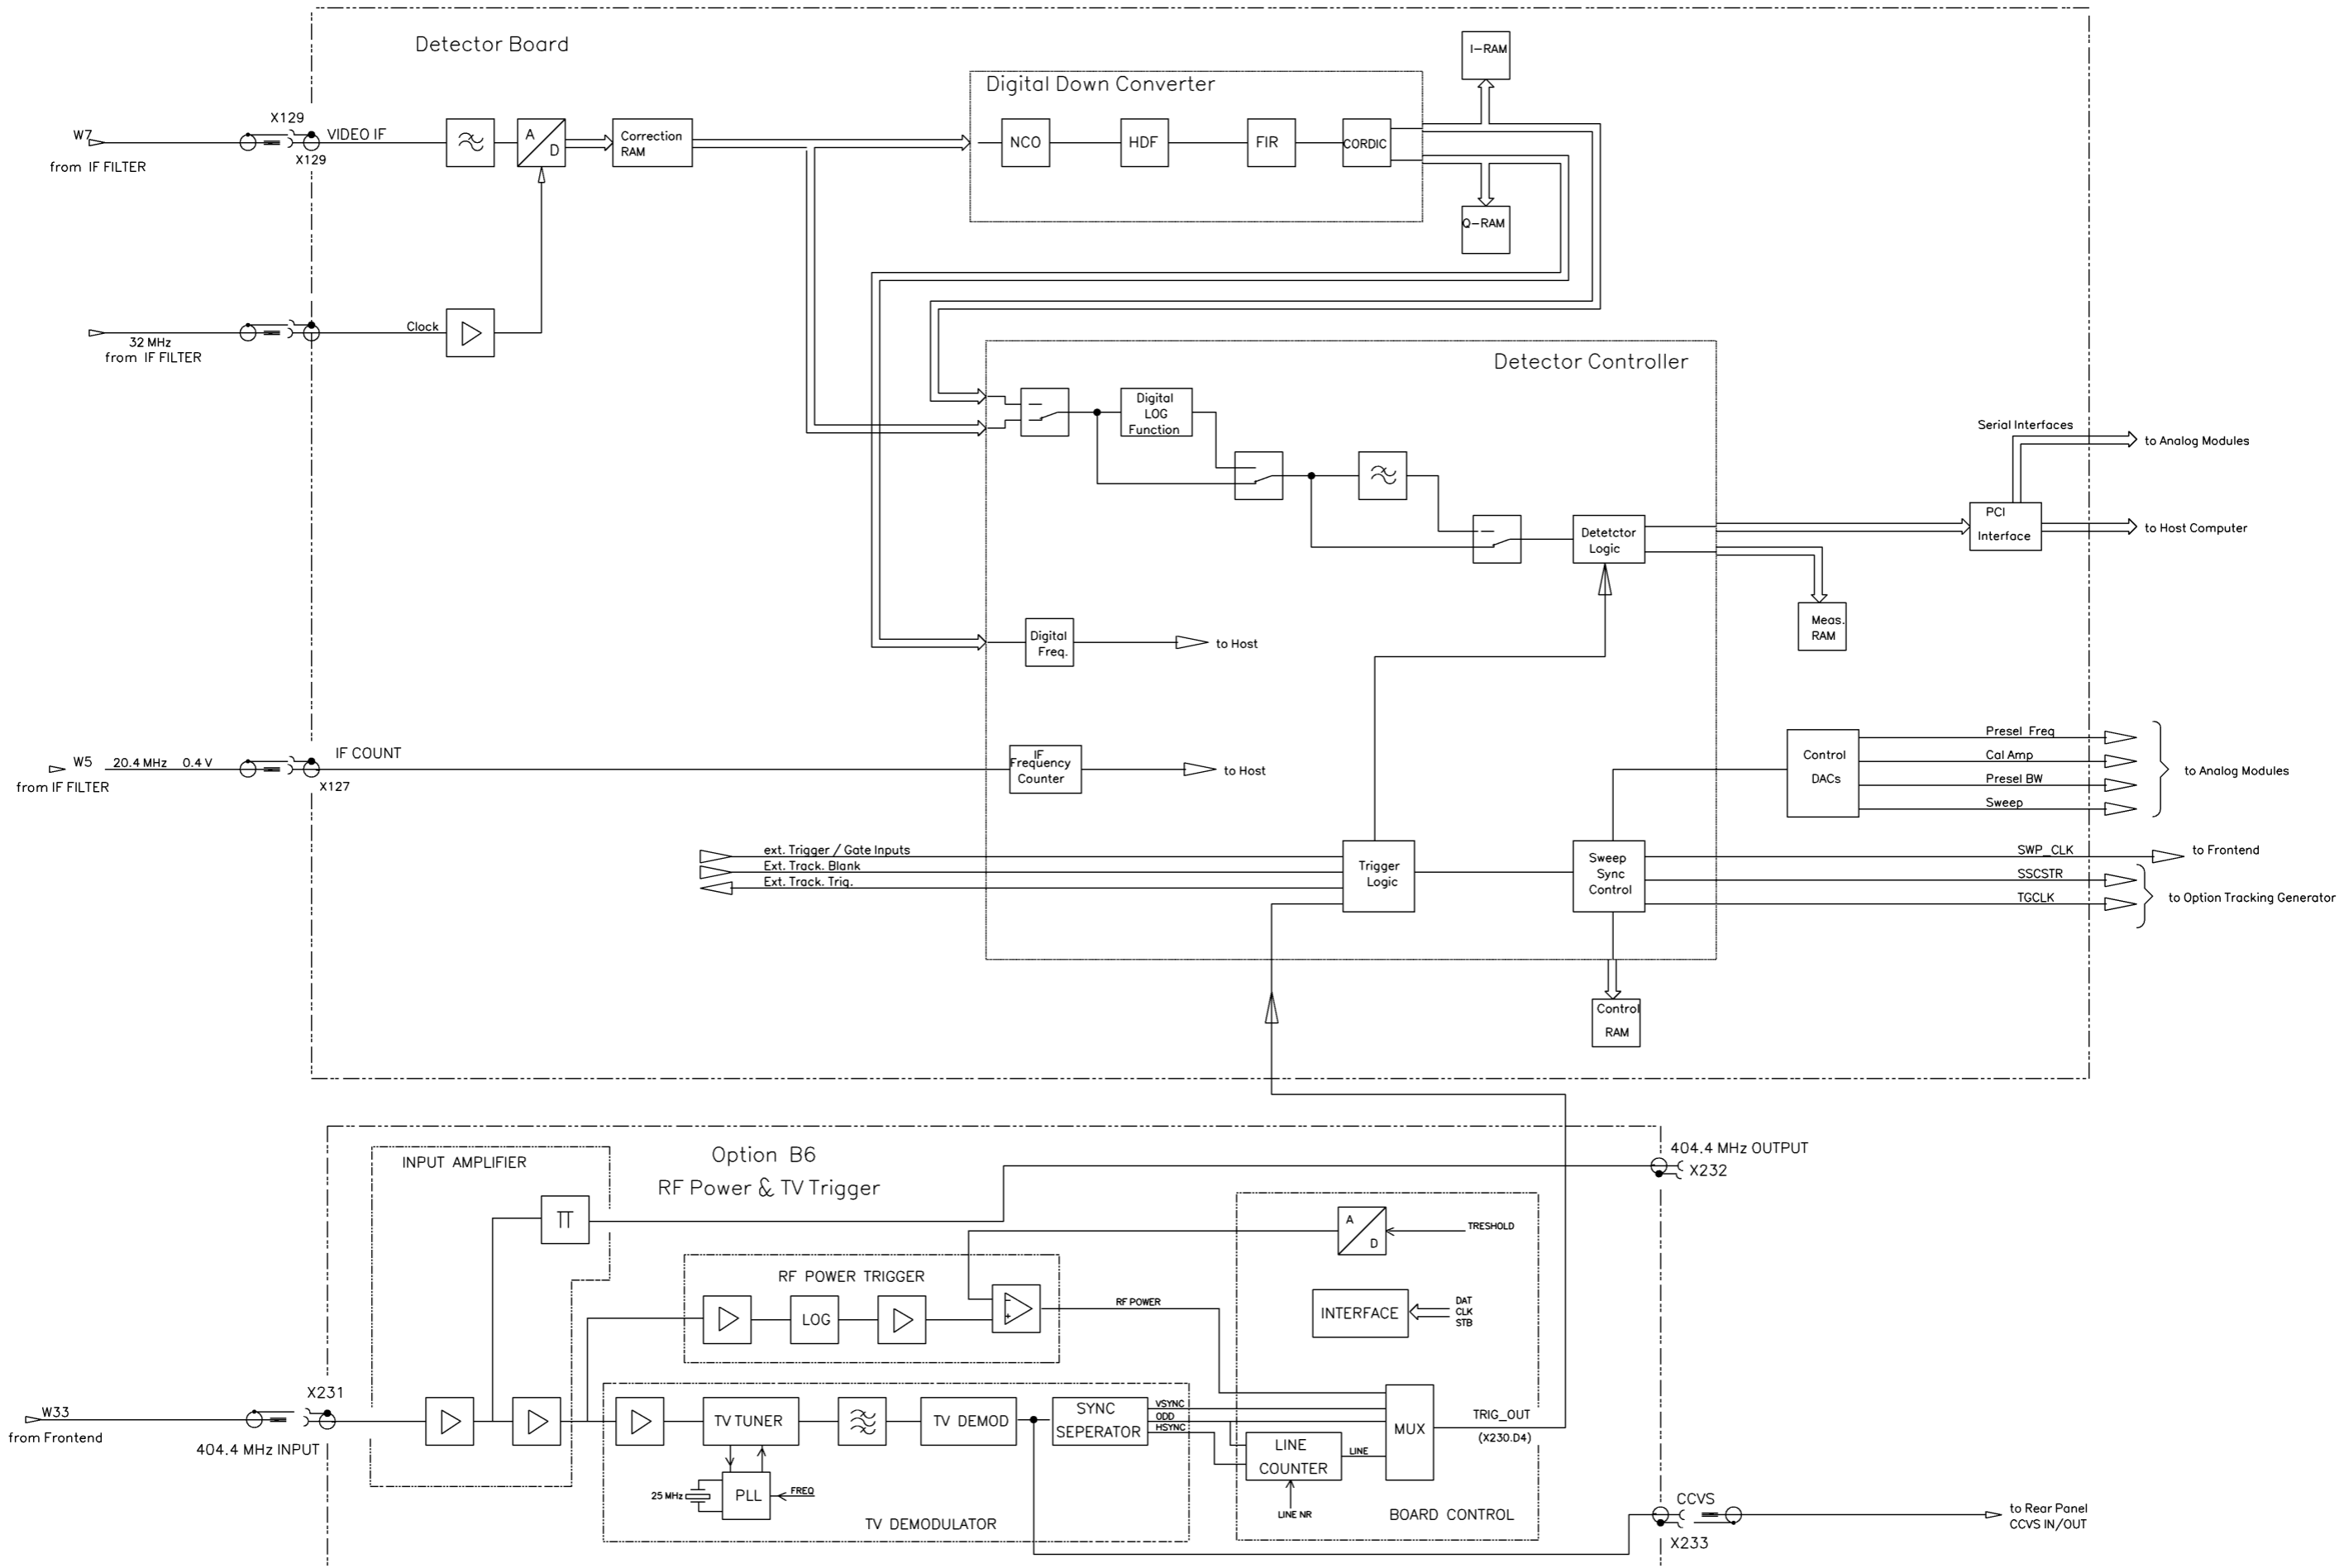 Detector Board
I-RAM
Digital Down Converter
X129
W7
VIDEO IF
A
D
Correction
RAM
NCO
HDF
FIR
CORDIC
X129
from IF FILTER
Q-RAM
Clock
32 MHz
from IF FILTER
Detector Controller
Digital
LOG
Function
Serial Interfaces
to Analog Modules
PCI
Interface
to Host Computer
Detetctor
Logic
Meas.
RAM
Digital
Freq.
to Host
IF COUNT
W5
20.4 MHz 0.4 V
from IF FILTER
X127
IF
Frequency
Counter
to Host
Control
DACs
Presel Freq
Cal Amp
Presel BW
Sweep
to Analog Modules
ext. Trigger / Gate Inputs
Ext. Track. Blank
Ext. Track. Trig.
Trigger
Logic
Sweep
Sync
Control
SWP_CLK
to Frontend
SSCSTR
TGCLK
to Option Tracking Generator
Control
RAM
Option B6
RF Power & TV Trigger
INPUT AMPLIFIER
404.4 MHz OUTPUT
X232
A
D
TRESHOLD
RF POWER TRIGGER
LOG
-
+
RF POWER
INTERFACE
DAT
CLK
STB
X231
W33
from Frontend
404.4 MHz INPUT
TV TUNER
TV DEMOD
SYNC
SEPERATOR
VSYNC
ODD
HSYNC
LINE
COUNTER
LINE
MUX
TRIG_OUT
(X230.D4)
25 MHz
PLL
FREQ
LINE NR
TV DEMODULATOR
BOARD CONTROL
CCVS
X233
to Rear Panel
CCVS IN/OUT